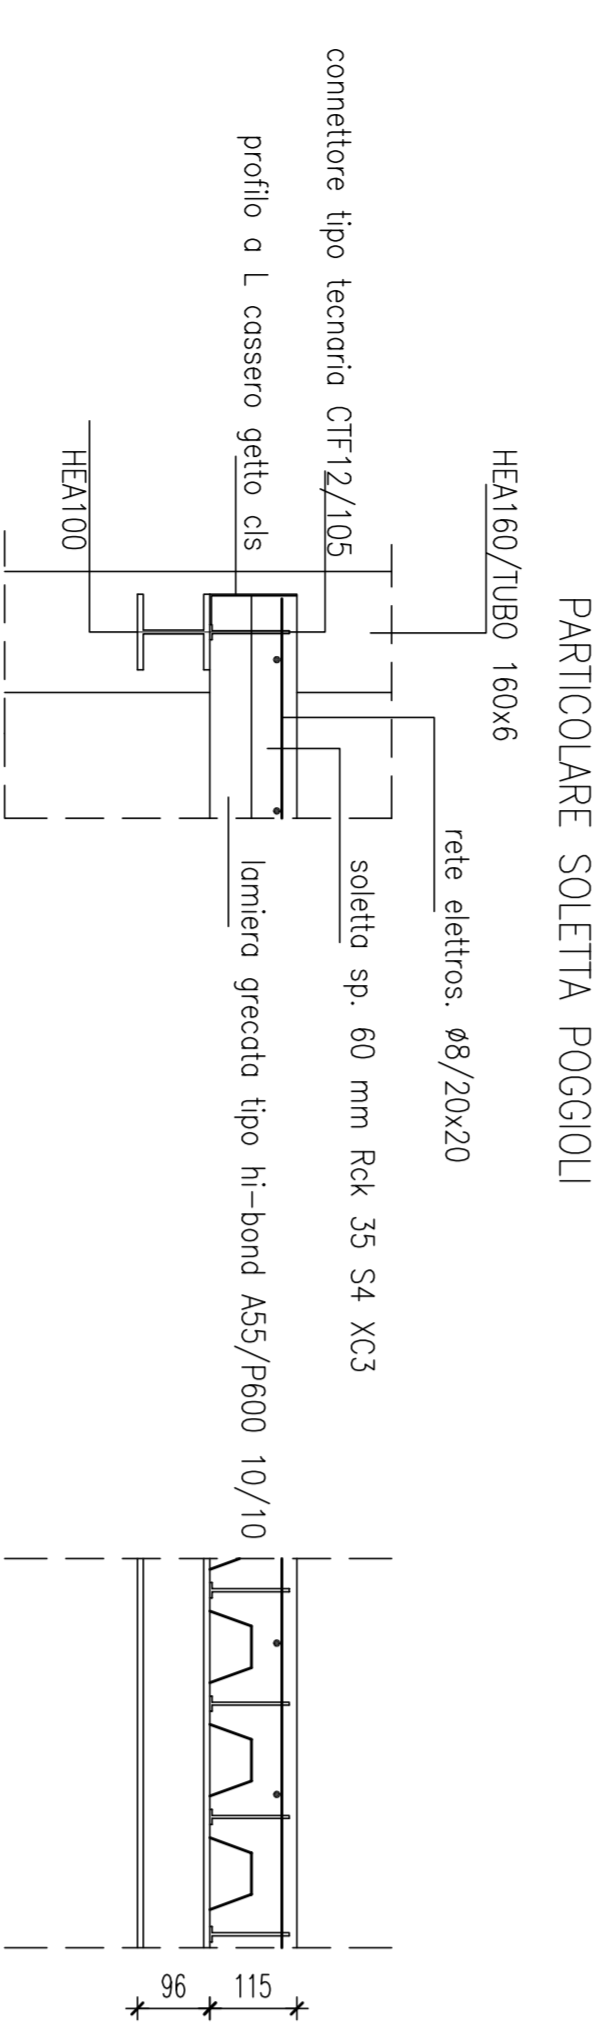 PARTICOLARE SOLETTA POGGIOLI
HEA160/TUBO 160x6
rete elettros. ø8/20x20
connettore tipo tecnaria CTF12/105
soletta sp. 60 mm Rck 35 S4 XC3
profilo a L cassero getto cls
lamiera grecata tipo hi-bond A55/P600 10/10
HEA100
115
96